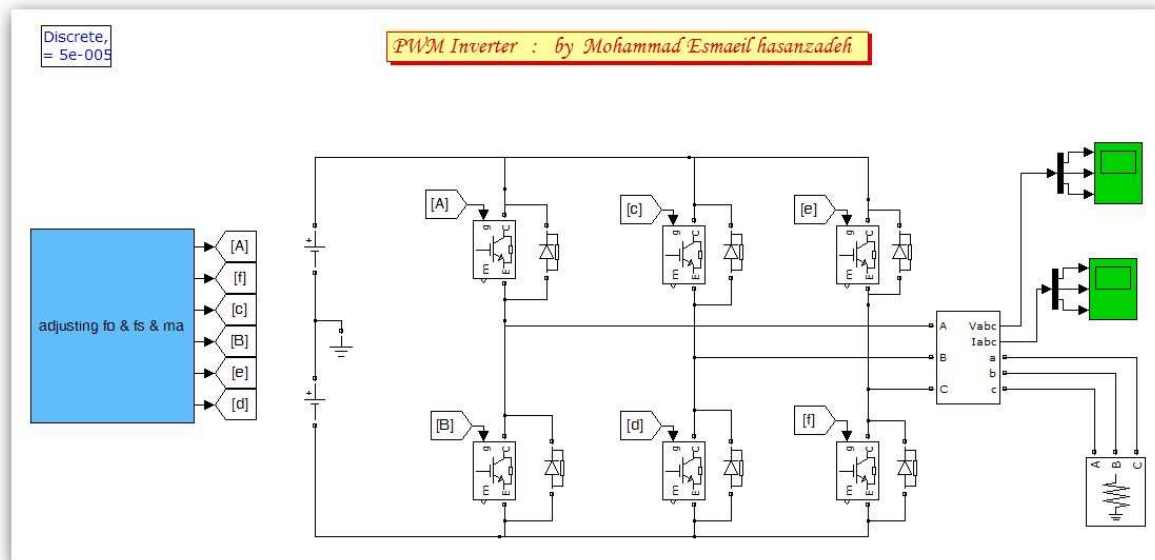 Discrete,
= 5e-005
PWM Inverter : by Mohammad Esmaeil hasanzadeh
adjusting fo & fs & ma
[A]
[f]
[c]
[B]
[e]
[d]
+
+
[A]
g C
m E
[c]
g C
m E
[e]
g C
m E
[B]
g C
m E
[d]
g C
m E
[f]
g C
m E
A Vabc
Iabc
B a
b
C c
A B C